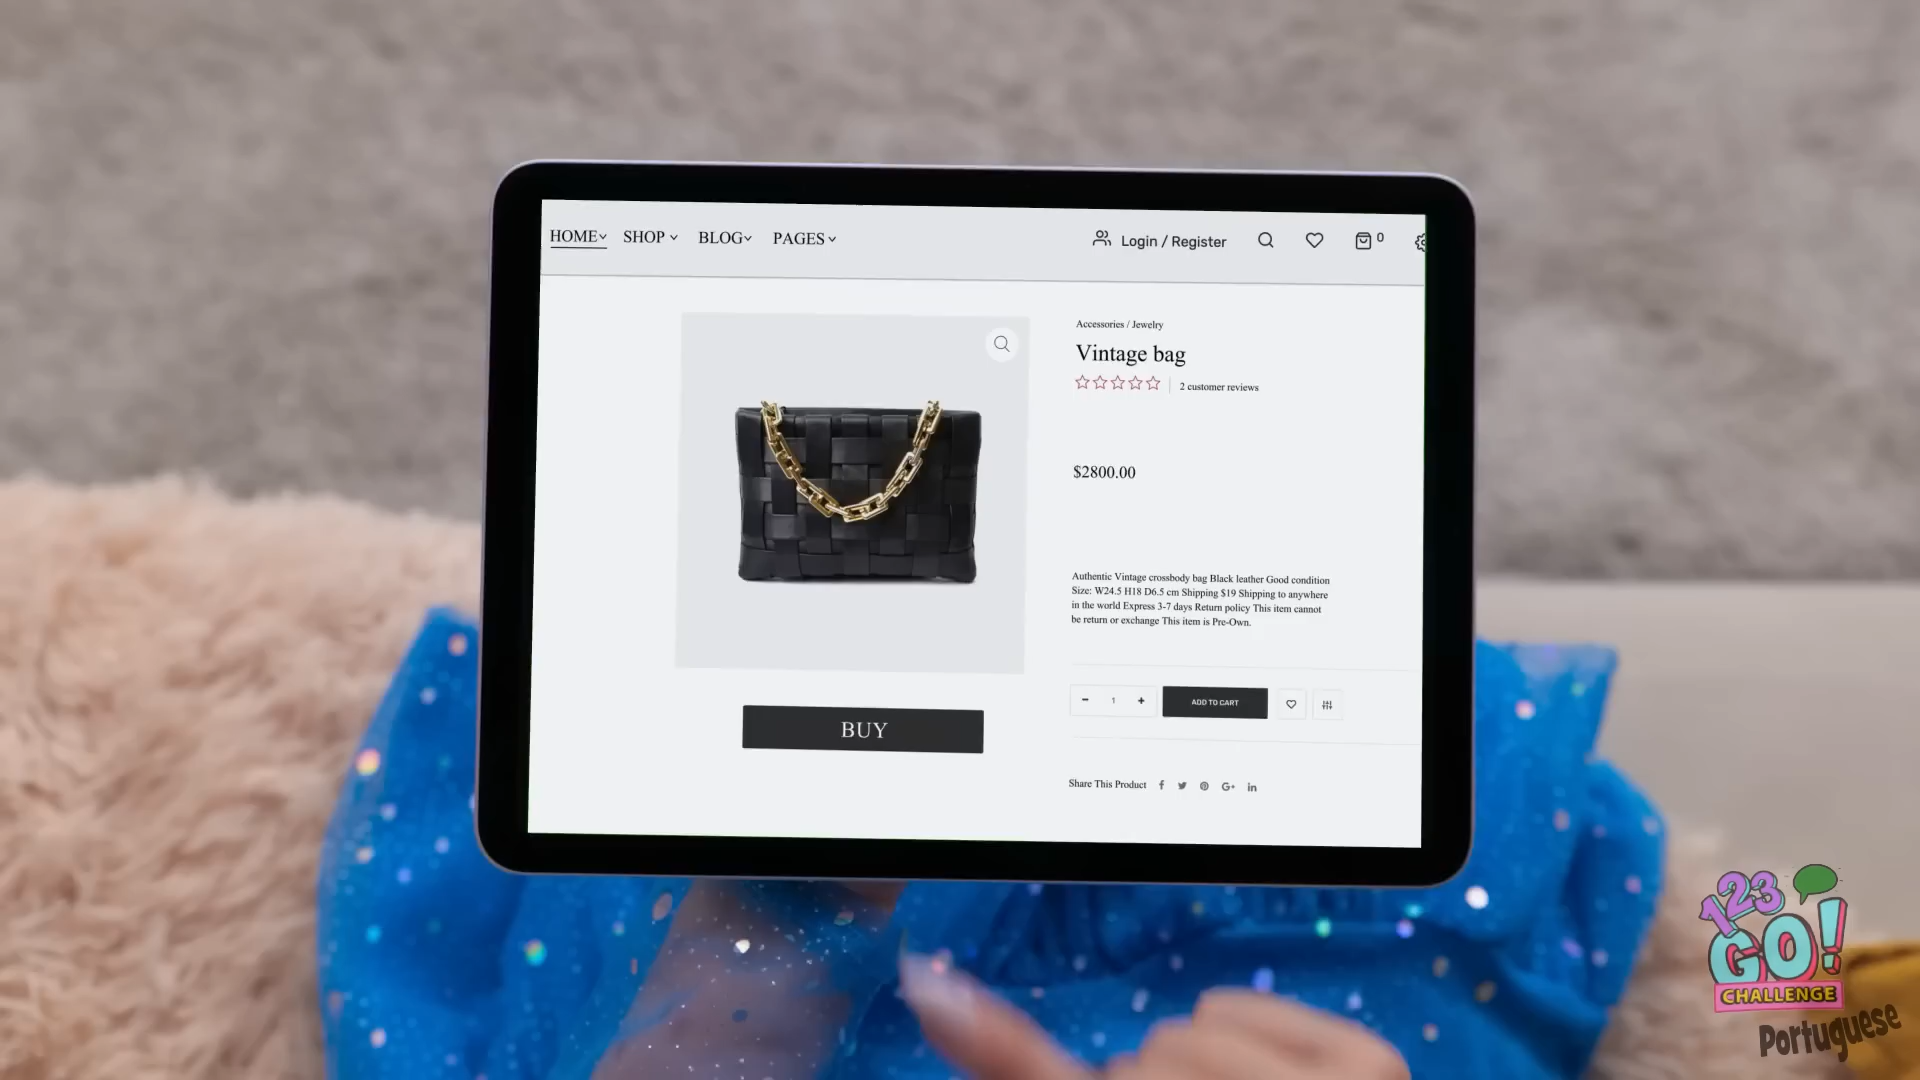 HOME SHOP BLOG PAGES Login / Register 0
Accessories / Jewelry
Vintage bag
2 customer reviews
$2800.00
Authentic Vintage crossbody bag Black leather Good condition
Size: W24.5 H18 D6.5 cm Shipping $19 Shipping to anywhere
in the world Express 3-7 days Return policy This item cannot
be return or exchange This item is Pre-Own.
- 1 + ADD TO CART
BUY
Share This Product f G+ in
123
GO!
CHALLENGE
Portuguese